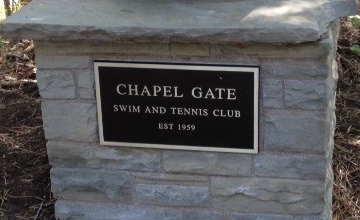 CHAPEL GATE
SWIM AND TENNIS CLUB
EST 1959